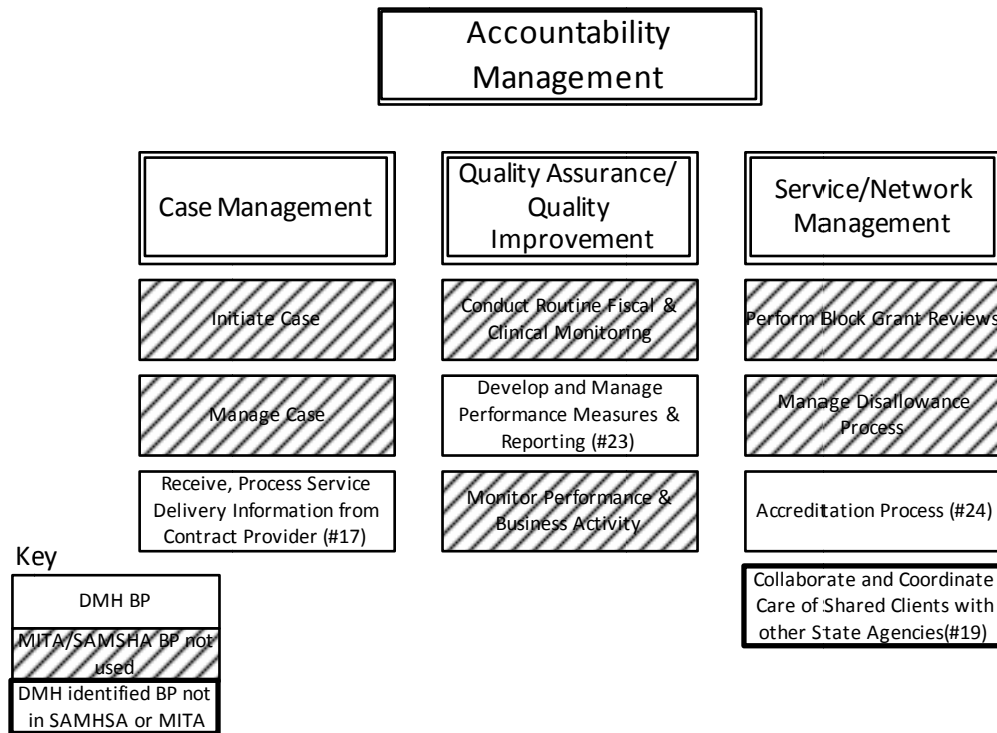 Accountability
Management
Case Management
Quality Assurance/
Quality
Improvement
Service/Network
Management
Initiate Case
Conduct Routine Fiscal &
Clinical Monitoring
Perform Block Grant Reviews
Manage Case
Develop and Manage
Performance Measures &
Reporting (#23)
Manage Disallowance
Process
Receive, Process Service
Delivery Information from
Contract Provider (#17)
Monitor Performance &
Business Activity
Accreditation Process (#24)
Collaborate and Coordinate
Care of Shared Clients with
other State Agencies(#19)
Key
DMH BP
MITA/SAMSHA BP not
used
DMH identified BP not
in SAMHSA or MITA